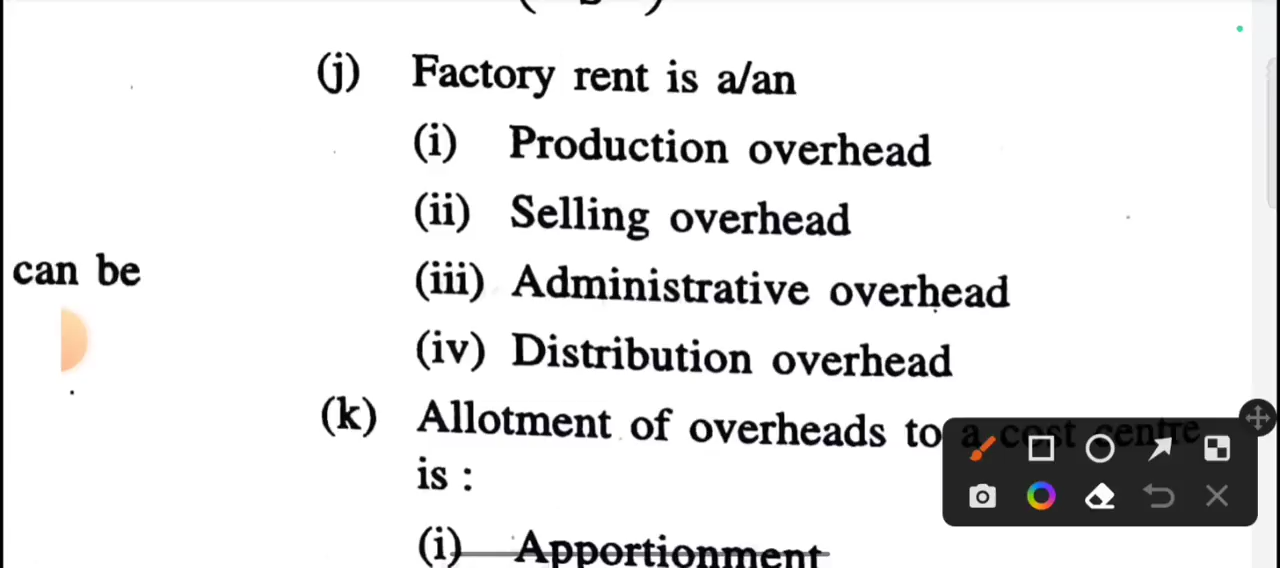 (j) Factory rent is a/an
(i) Production overhead
(ii) Selling overhead
can be
(iii) Administrative overhead
(iv) Distribution overhead
(k) Allotment of overheads to a cost centre
is :
(i) Apportionment